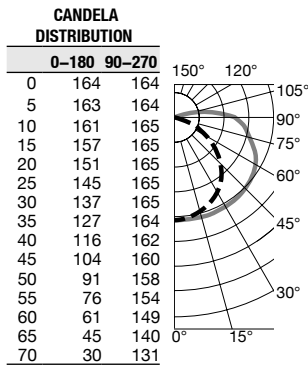 CANDELA
DISTRIBUTION
0–180 90–270
0 164 164
5 163 164
10 161 165
15 157 165
20 151 165
25 145 165
30 137 165
35 127 164
40 116 162
45 104 160
50 91 158
55 76 154
60 61 149
65 45 140
70 30 131
150° 120°
105°
90°
75°
60°
45°
30°
0° 15°